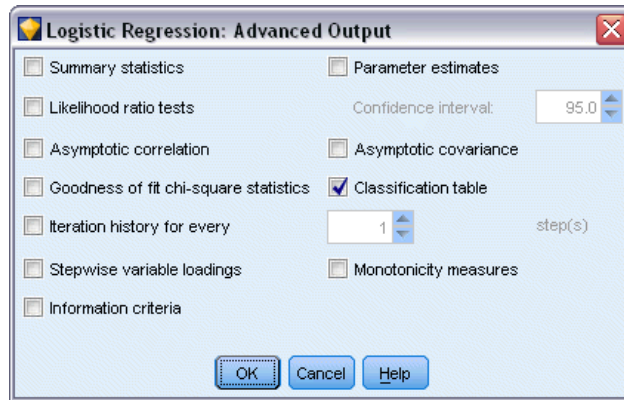 Logistic Regression: Advanced Output
Summary statistics
Parameter estimates
Likelihood ratio tests
Confidence interval:
95.0
Asymptotic correlation
Asymptotic covariance
Goodness of fit chi-square statistics
Classification table
Iteration history for every
1
step(s)
Stepwise variable loadings
Monotonicity measures
Information criteria
OK
Cancel
Help